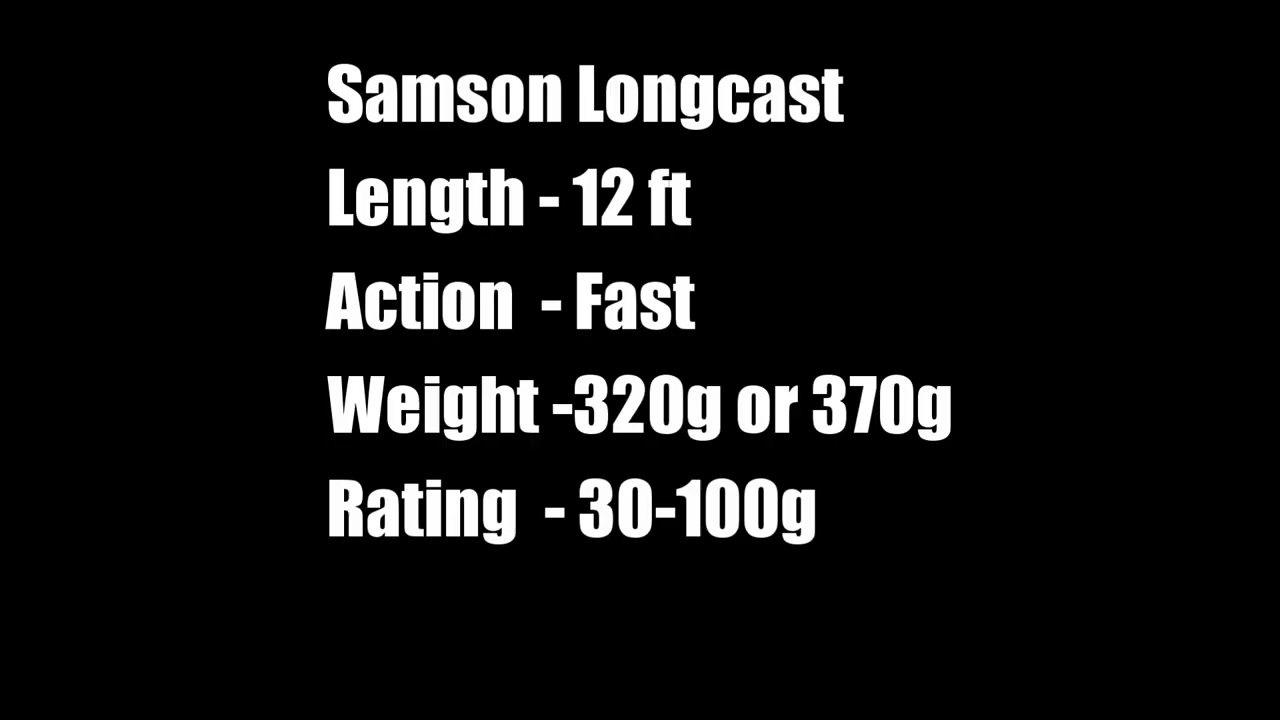 Samson Longcast
Length - 12 ft
Action  - Fast
Weight -320g or 370g
Rating  - 30-100g